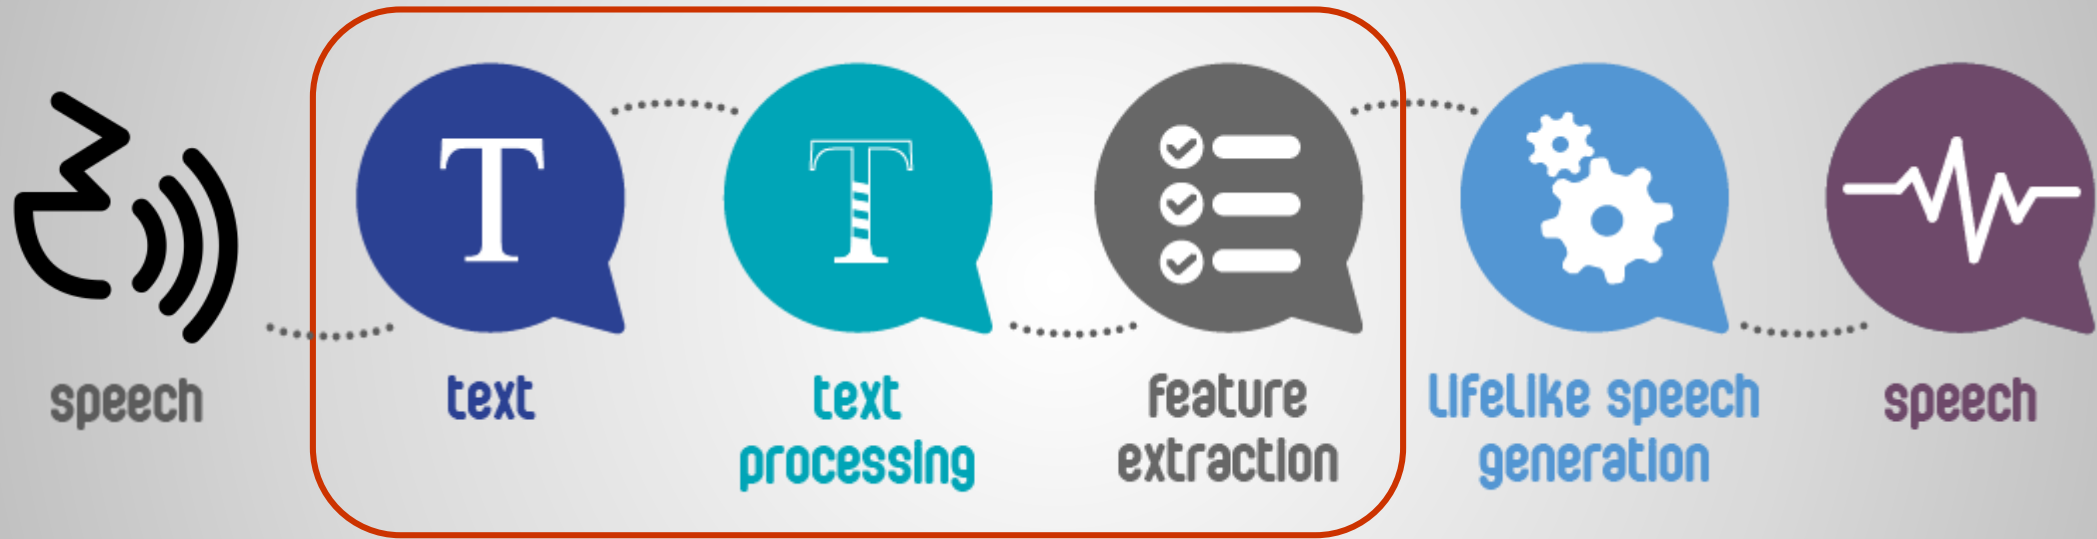 T
T
speech
text
text
processing
feature
extraction
lifelike speech
generation
speech